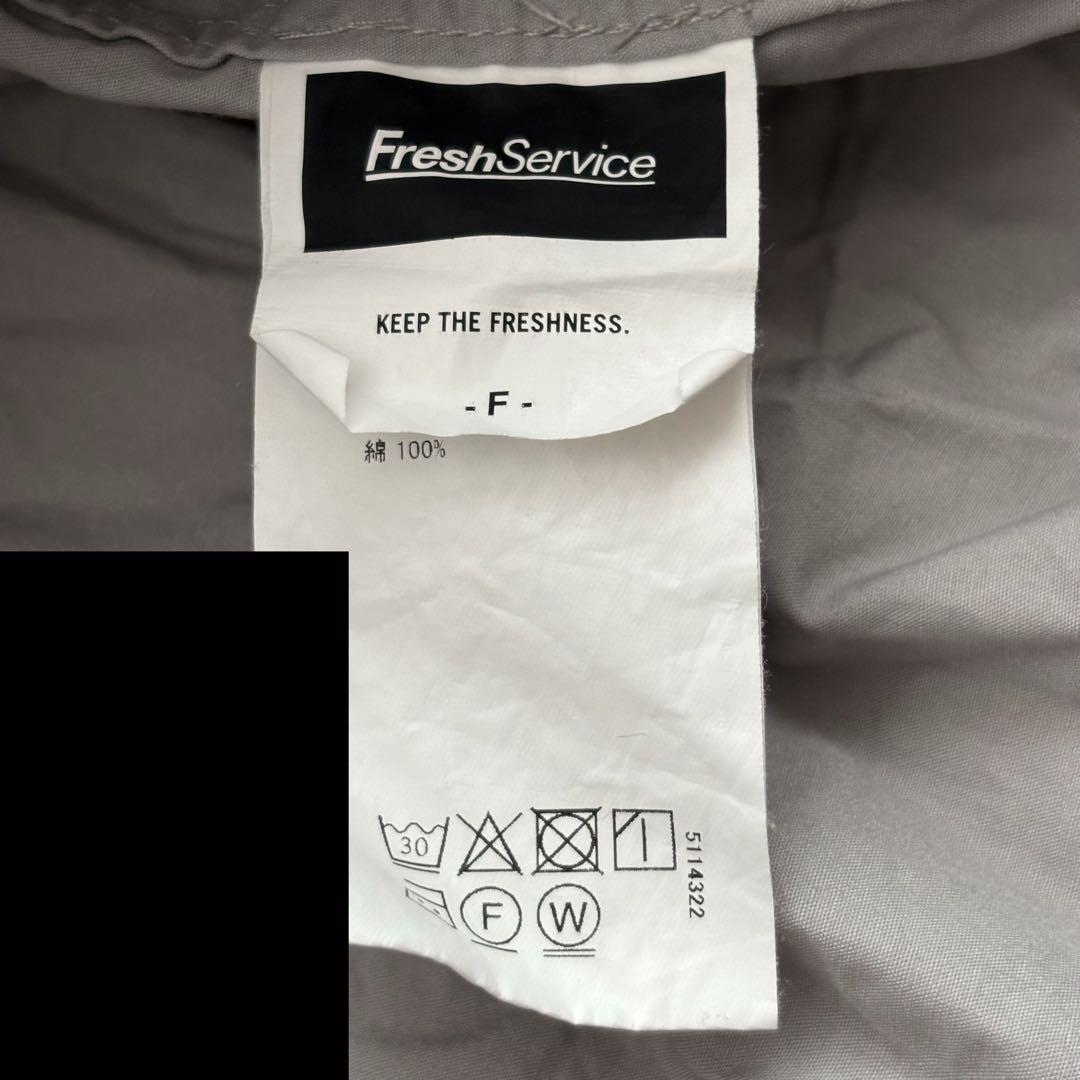 FreshService
KEEP THE FRESHNESS.
- F -
綿 100%
30
F
W
5114322